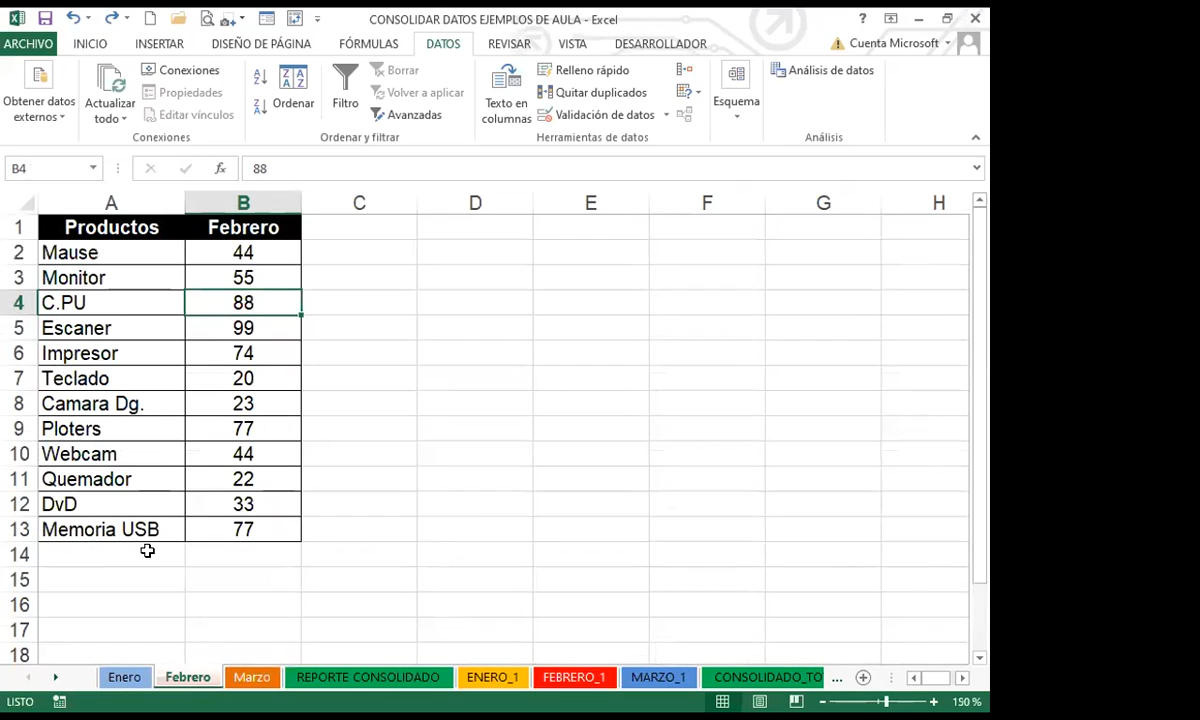 CONSOLIDAR DATOS EJEMPLOS DE AULA - Excel
?
ARCHIVO INICIO INSERTAR DISEÑO DE PÁGINA FÓRMULAS DATOS REVISAR VISTA DESARROLLADOR Cuenta Microsoft
Obtener datos externos
Actualizar todo
Conexiones
Propiedades
Editar vínculos
Conexiones
Ordenar
Filtro
Borrar
Volver a aplicar
Avanzadas
Ordenar y filtrar
Texto en columnas
Relleno rápido
Quitar duplicados
Validación de datos
Herramientas de datos
Esquema
Análisis de datos
Análisis
B4 fx 88
A B C D E F G H
1 Productos Febrero
2 Mause 44
3 Monitor 55
4 C.PU 88
5 Escaner 99
6 Impresor 74
7 Teclado 20
8 Camara Dg. 23
9 Ploters 77
10 Webcam 44
11 Quemador 22
12 DvD 33
13 Memoria USB 77
14
15
16
17
18
Enero Febrero Marzo REPORTE CONSOLIDADO ENERO_1 FEBRERO_1 MARZO_1 CONSOLIDADO_TO ...
LISTO 150 %